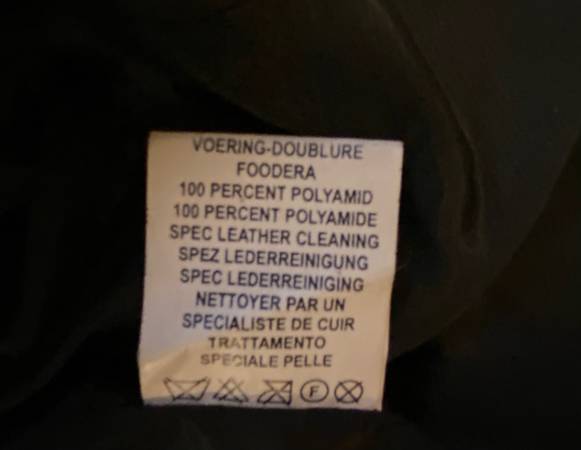 VOERING-DOUBLURE
FOODERA
100 PERCENT POLYAMID
100 PERCENT POLYAMIDE
SPEC LEATHER CLEANING
SPEZ LEDERREINIGUNG
SPEC LEDERREINIGING
NETTOYER PAR UN
SPECIALISTE DE CUIR
TRATTAMENTO
SPECIALE PELLE
F